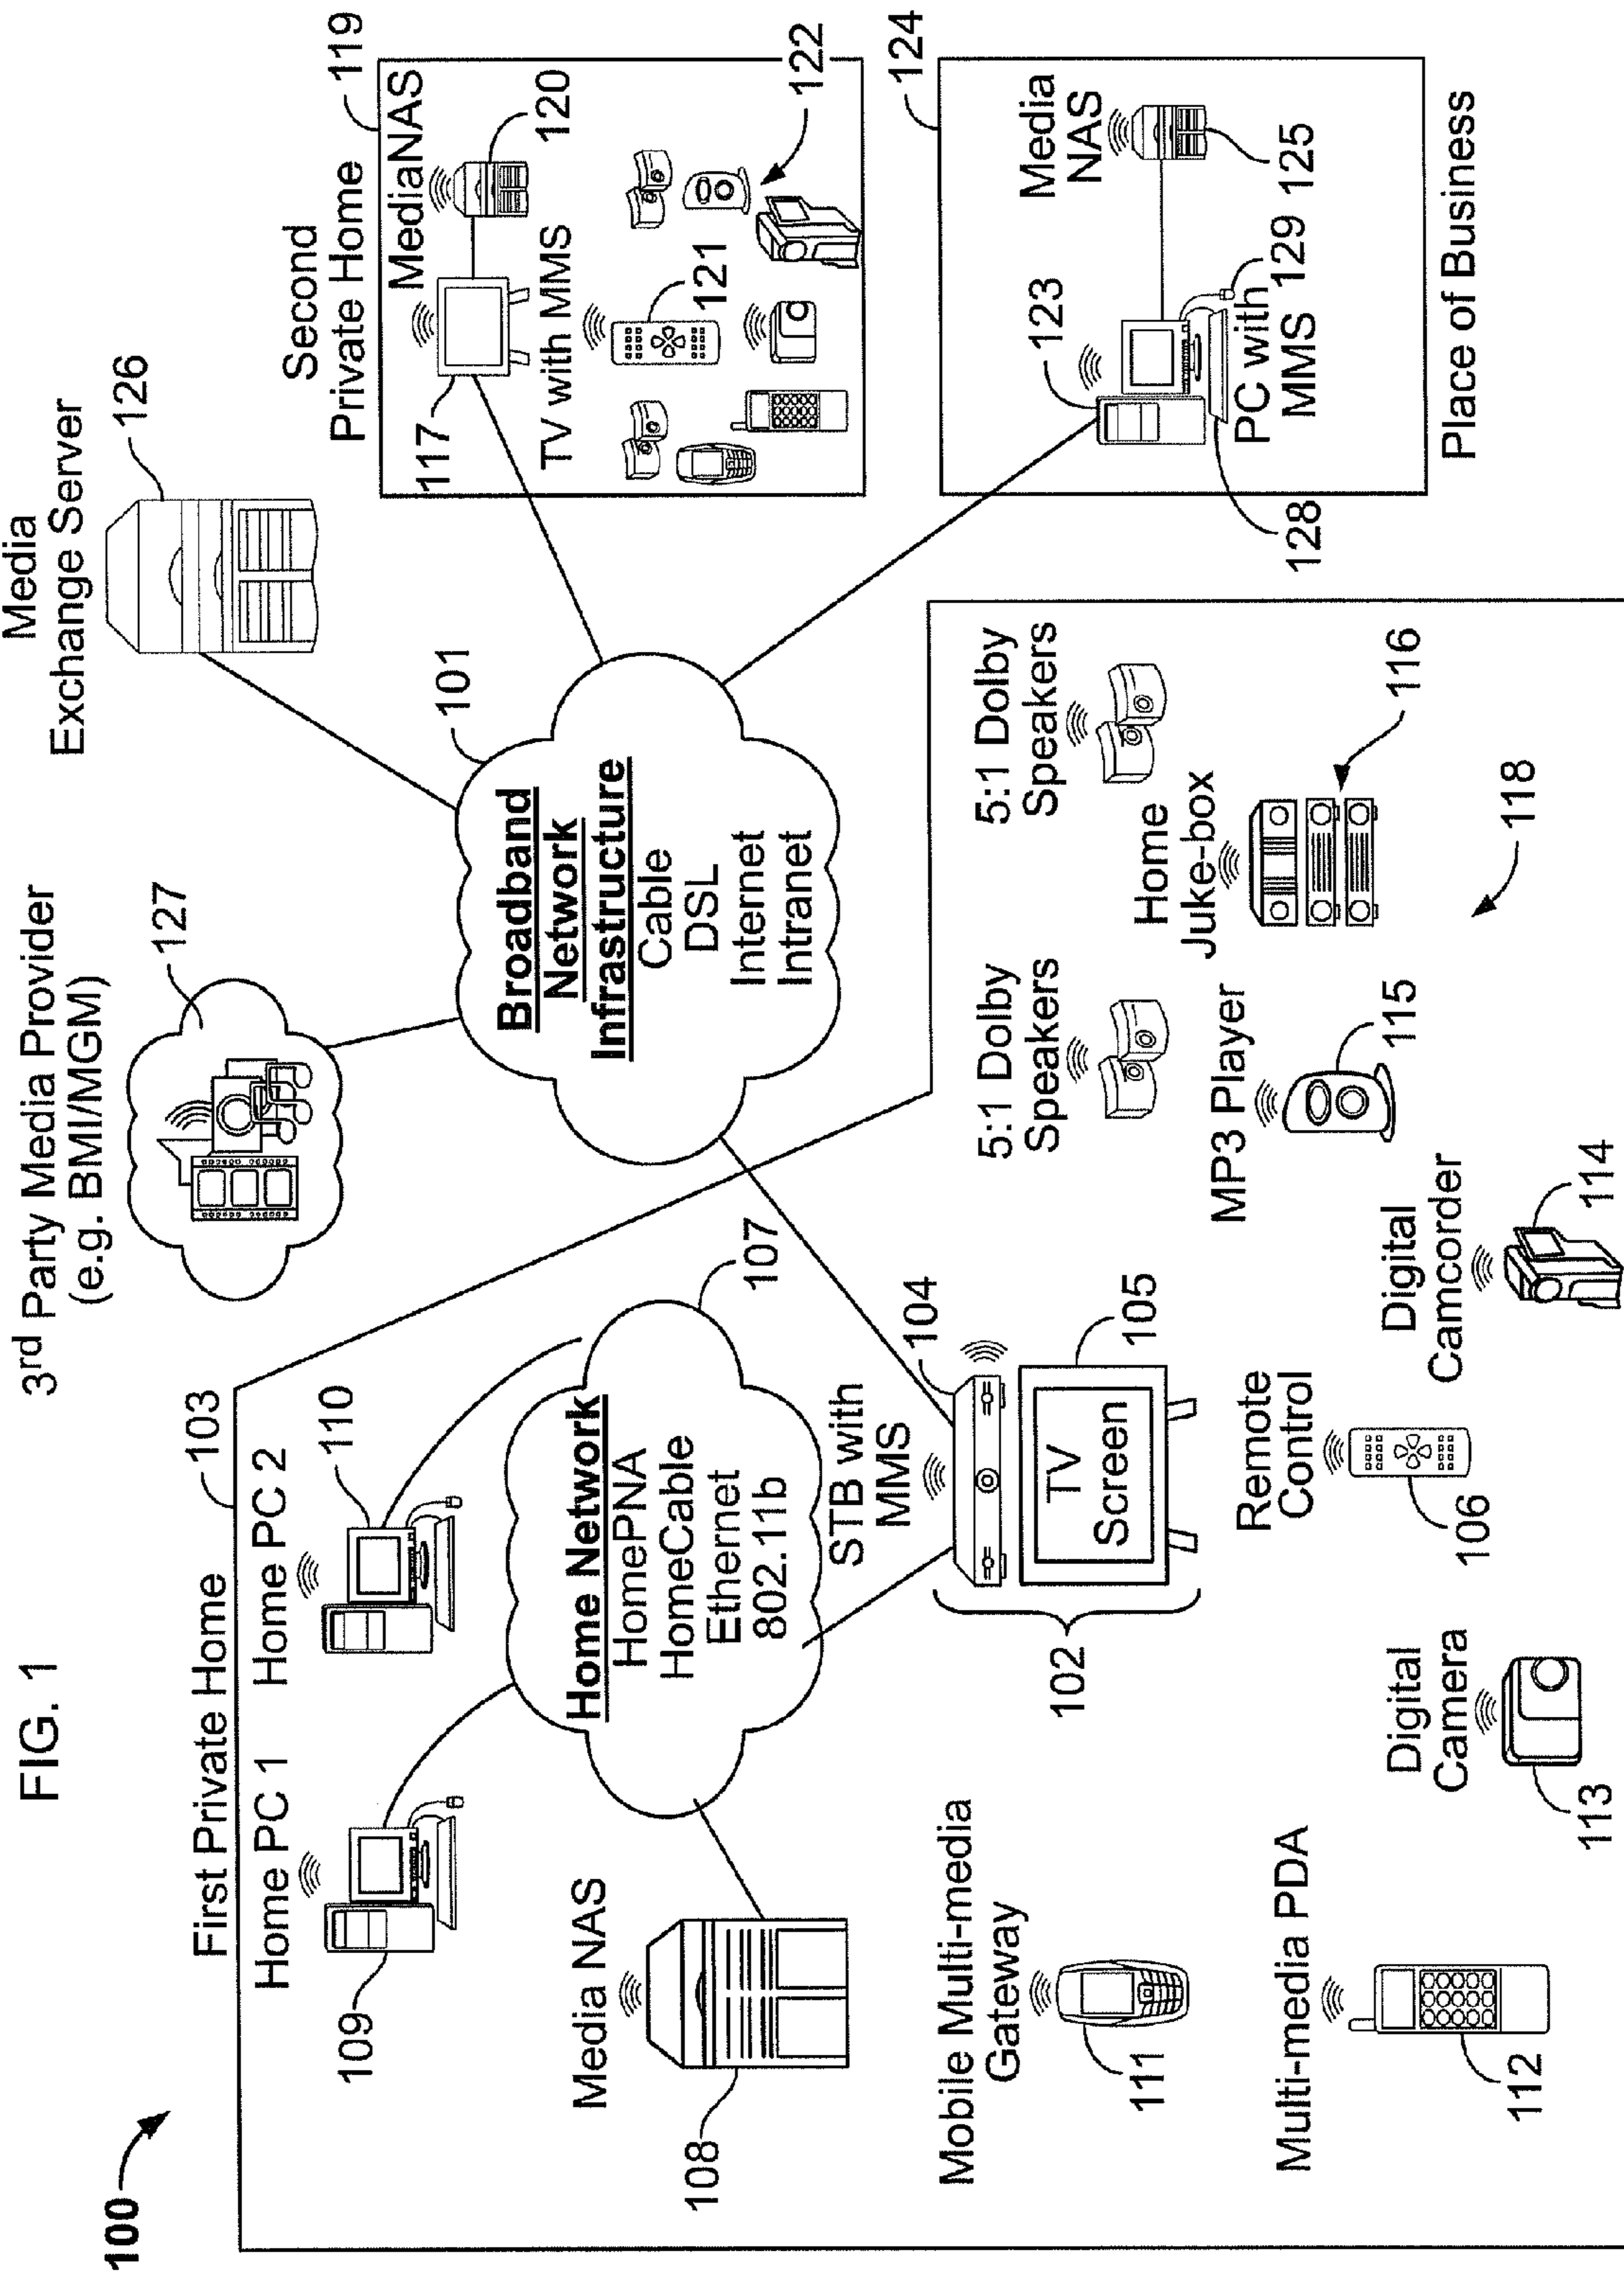 FIG. 1
100
3rd Party Media Provider
(e.g. BMI/MGM)
127
Media
Exchange Server
126
Second
Private Home
119
117
MediaNAS
120
TV with MMS
121
122
101
Broadband
Network
Infrastructure
Cable
DSL
Internet
Intranet
124
123
Media
NAS
125
PC with
MMS
129
128
Place of Business
First Private Home
103
Home PC 1
109
Home PC 2
110
107
Home Network
HomePNA
HomeCable
Ethernet
802.11b
Media NAS
108
STB with
MMS
104
102
TV
Screen
105
5:1 Dolby
Speakers
5:1 Dolby
Speakers
Mobile Multi-media
Gateway
111
Home
Juke-box
116
MP3 Player
115
Remote
Control
106
Multi-media PDA
112
Digital
Camera
113
Digital
Camcorder
114
118